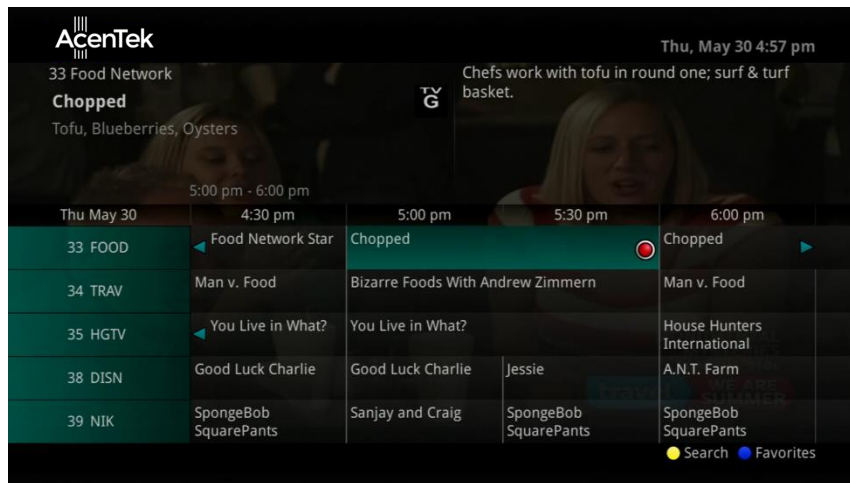 AcenTek
Thu, May 30 4:57 pm
33 Food Network
Chopped
Tofu, Blueberries, Oysters
5:00 pm - 6:00 pm
TV
G
Chefs work with tofu in round one; surf & turf
basket.
Thu May 30 4:30 pm 5:00 pm 5:30 pm 6:00 pm
33 FOOD Food Network Star Chopped Chopped
34 TRAV Man v. Food Bizarre Foods With Andrew Zimmern Man v. Food
35 HGTV You Live in What? You Live in What? House Hunters
International
38 DISN Good Luck Charlie Good Luck Charlie Jessie A.N.T. Farm
39 NIK SpongeBob Sanjay and Craig SpongeBob SpongeBob
SquarePants SquarePants SquarePants
travel
WE ARE
SUMMER
Search Favorites